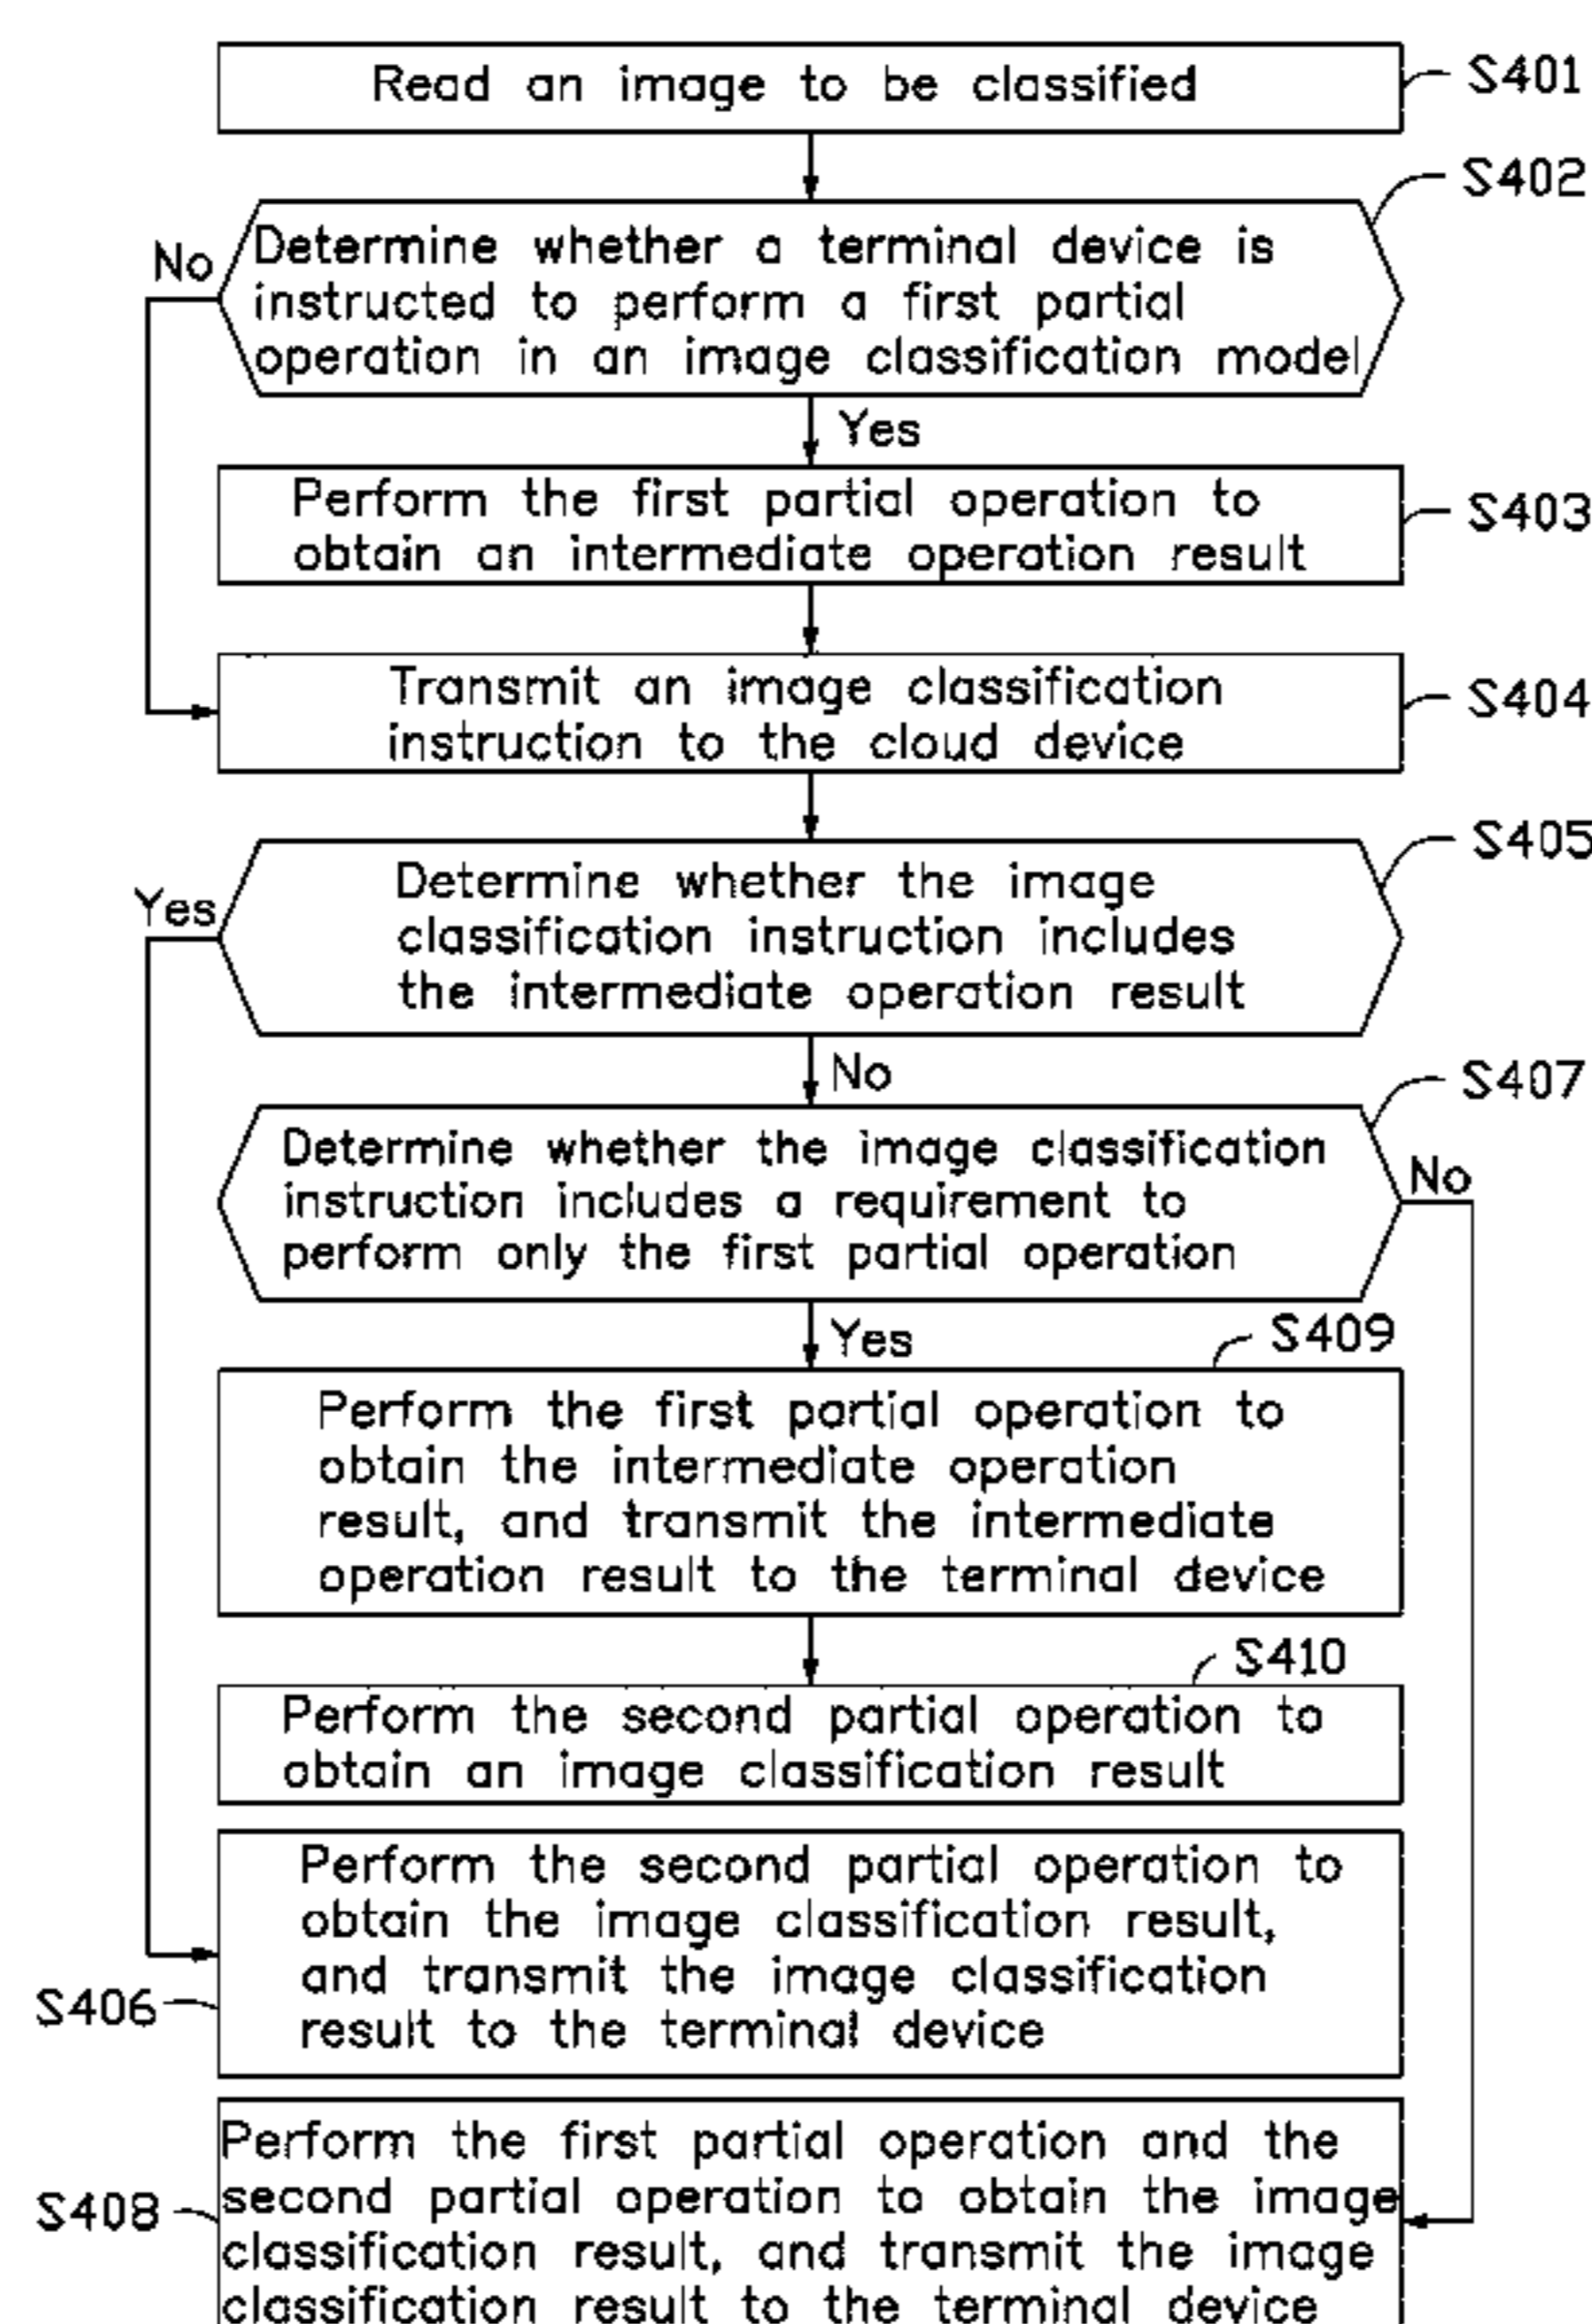 Read an image to be classified
S401
S402
No
Determine whether a terminal device is
instructed to perform a first partial
operation in an image classification model
Yes
Perform the first partial operation to
obtain an intermediate operation result
S403
Transmit an image classification
instruction to the cloud device
S404
S405
Yes
Determine whether the image
classification instruction includes
the intermediate operation result
No
S407
Determine whether the image classification
instruction includes a requirement to
perform only the first partial operation
No
Yes
S409
Perform the first partial operation to
obtain the intermediate operation
result, and transmit the intermediate
operation result to the terminal device
S410
Perform the second partial operation to
obtain an image classification result
Perform the second partial operation to
obtain the image classification result,
and transmit the image classification
result to the terminal device
S406
Perform the first partial operation and the
second partial operation to obtain the image
classification result, and transmit the image
classification result to the terminal device
S408